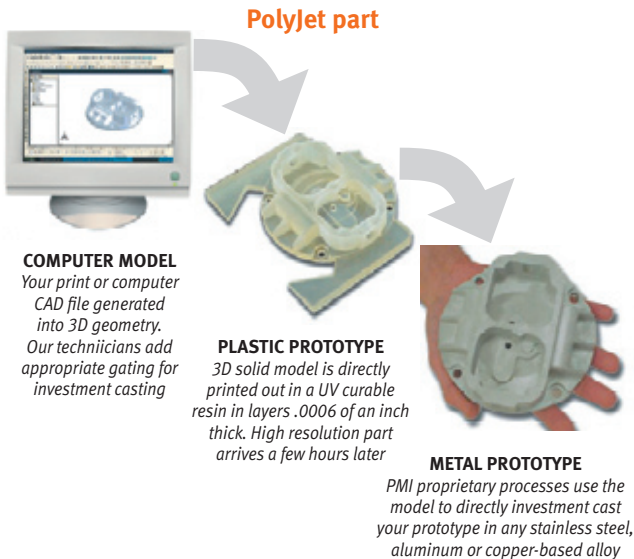 PolyJet part
COMPUTER MODEL
Your print or computer
CAD file generated
into 3D geometry.
Our techniicians add
appropriate gating for
investment casting
PLASTIC PROTOTYPE
3D solid model is directly
printed out in a UV curable
resin in layers .0006 of an inch
thick. High resolution part
arrives a few hours later
METAL PROTOTYPE
PMI proprietary processes use the
model to directly investment cast
your prototype in any stainless steel,
aluminum or copper-based alloy